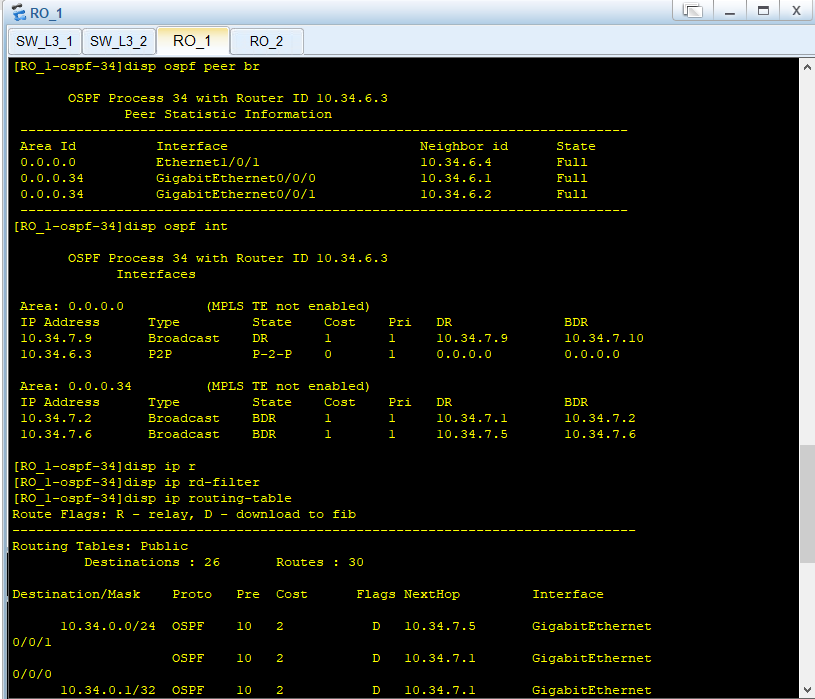 RO_1
SW_L3_1 SW_L3_2 RO_1 RO_2
[RO_1-ospf-34]disp ospf peer br
OSPF Process 34 with Router ID 10.34.6.3
Peer Statistic Information
----------------------------------------------------------------------------
Area Id Interface Neighbor id State
0.0.0.0 Ethernet1/0/1 10.34.6.4 Full
0.0.0.34 GigabitEthernet0/0/0 10.34.6.1 Full
0.0.0.34 GigabitEthernet0/0/1 10.34.6.2 Full
----------------------------------------------------------------------------
[RO_1-ospf-34]disp ospf int
OSPF Process 34 with Router ID 10.34.6.3
Interfaces
Area: 0.0.0.0 (MPLS TE not enabled)
IP Address Type State Cost Pri DR BDR
10.34.7.9 Broadcast DR 1 1 10.34.7.9 10.34.7.10
10.34.6.3 P2P P-2-P 0 1 0.0.0.0 0.0.0.0
Area: 0.0.0.34 (MPLS TE not enabled)
IP Address Type State Cost Pri DR BDR
10.34.7.2 Broadcast BDR 1 1 10.34.7.1 10.34.7.2
10.34.7.6 Broadcast BDR 1 1 10.34.7.5 10.34.7.6
[RO_1-ospf-34]disp ip r
[RO_1-ospf-34]disp ip rd-filter
[RO_1-ospf-34]disp ip routing-table
Route Flags: R - relay, D - download to fib
------------------------------------------------------------------------------
Routing Tables: Public
Destinations : 26 Routes : 30
Destination/Mask Proto Pre Cost Flags NextHop Interface
10.34.0.0/24 OSPF 10 2 D 10.34.7.5 GigabitEthernet
0/0/1
OSPF 10 2 D 10.34.7.1 GigabitEthernet
0/0/0
10.34.0.1/32 OSPF 10 2 D 10.34.7.1 GigabitEthernet